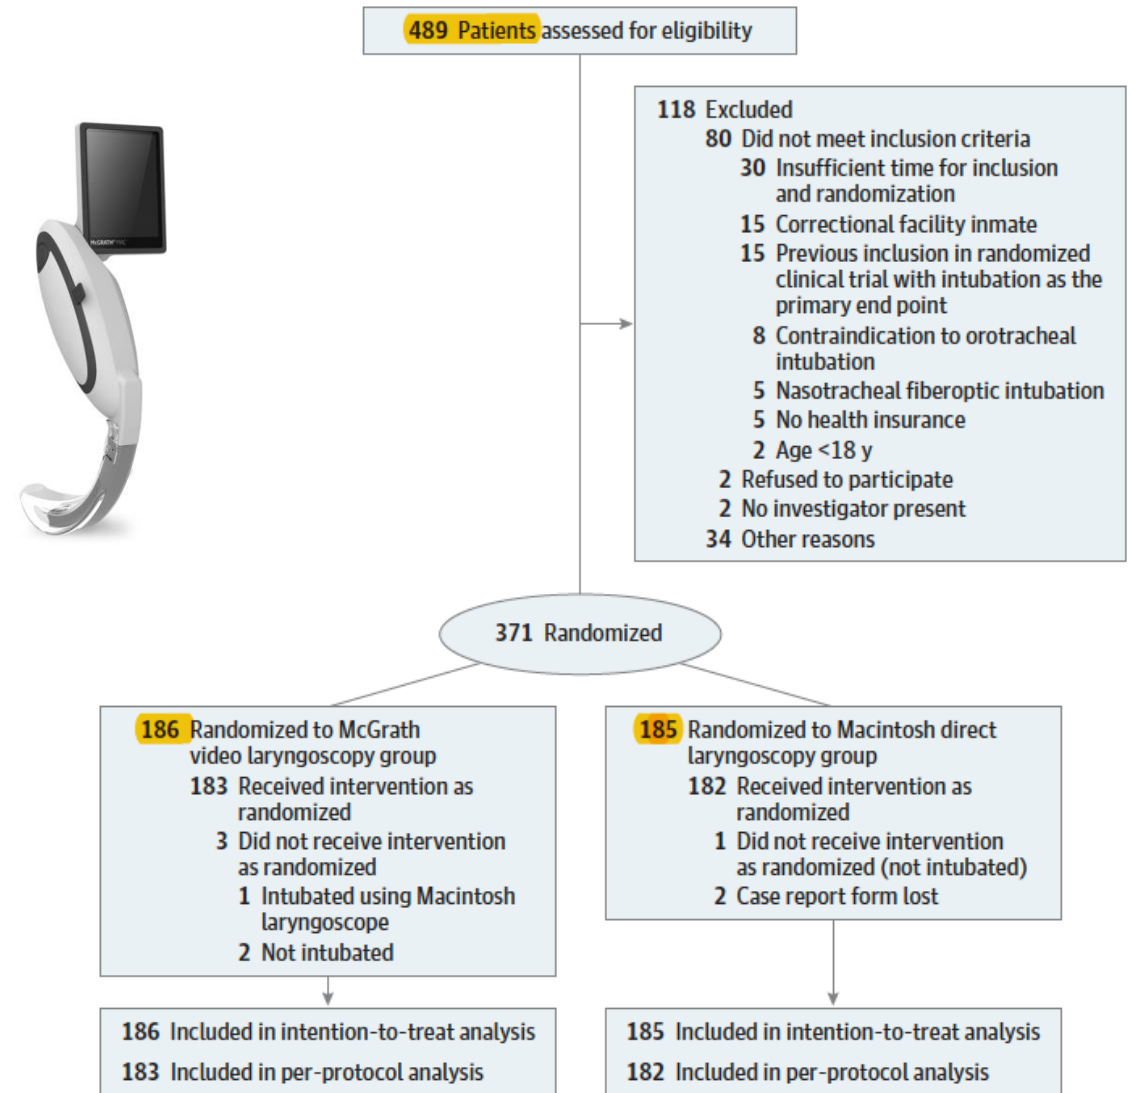 489 Patients assessed for eligibility
118 Excluded
80 Did not meet inclusion criteria
30 Insufficient time for inclusion
and randomization
15 Correctional facility inmate
15 Previous inclusion in randomized
clinical trial with intubation as the
primary end point
8 Contraindication to orotracheal
intubation
5 Nasotracheal fiberoptic intubation
5 No health insurance
2 Age <18 y
2 Refused to participate
2 No investigator present
34 Other reasons
McGRATH™ MAC
371 Randomized
186 Randomized to McGrath
video laryngoscopy group
183 Received intervention as
randomized
3 Did not receive intervention
as randomized
1 Intubated using Macintosh
laryngoscope
2 Not intubated
185 Randomized to Macintosh direct
laryngoscopy group
182 Received intervention as
randomized
1 Did not receive intervention
as randomized (not intubated)
2 Case report form lost
186 Included in intention-to-treat analysis
183 Included in per-protocol analysis
185 Included in intention-to-treat analysis
182 Included in per-protocol analysis